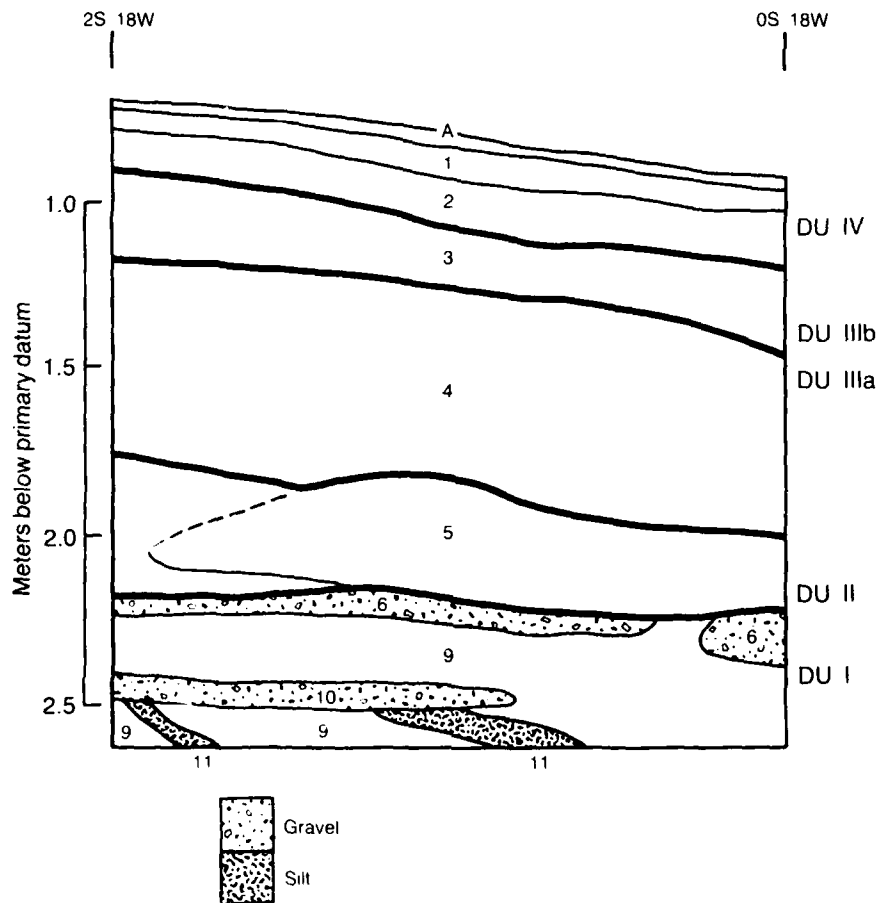 2S 18W
0S 18W
A
1
2
3
4
5
6
6
9
10
9
9
11
11
1.0
1.5
2.0
2.5
Meters below primary datum
DU IV
DU IIIb
DU IIIa
DU II
DU I
Gravel
Silt